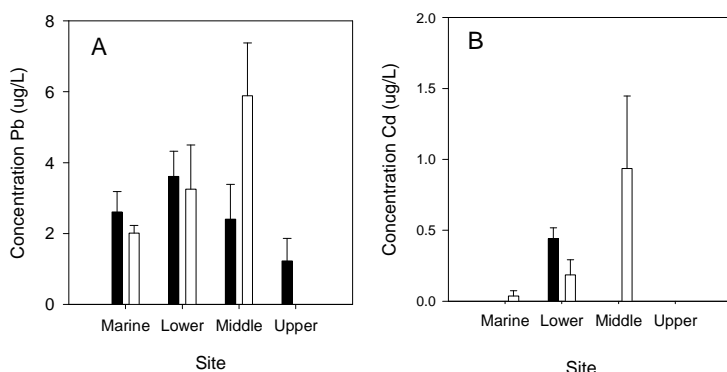 A
Concentration Pb (ug/L)
8
6
4
2
0
Marine Lower Middle Upper
Site
B
Concentration Cd (ug/L)
2.0
1.5
1.0
0.5
0.0
Marine Lower Middle Upper
Site